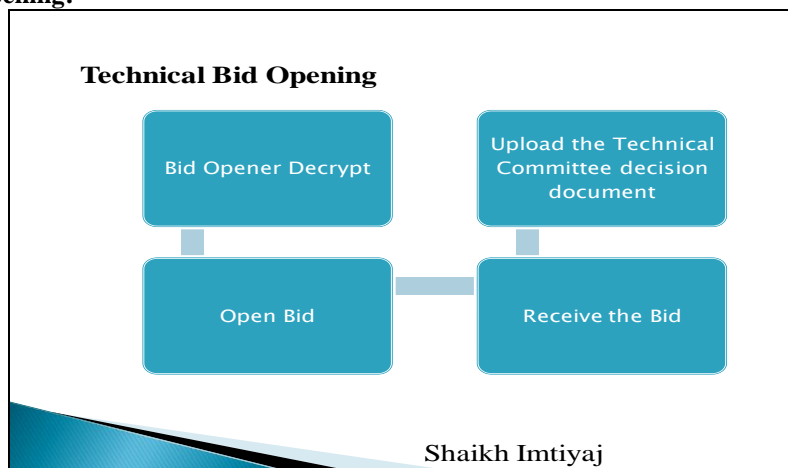 Technical Bid Opening
Bid Opener Decrypt
Open Bid
Receive the Bid
Upload the Technical
Committee decision
document
Shaikh Imtiyaj